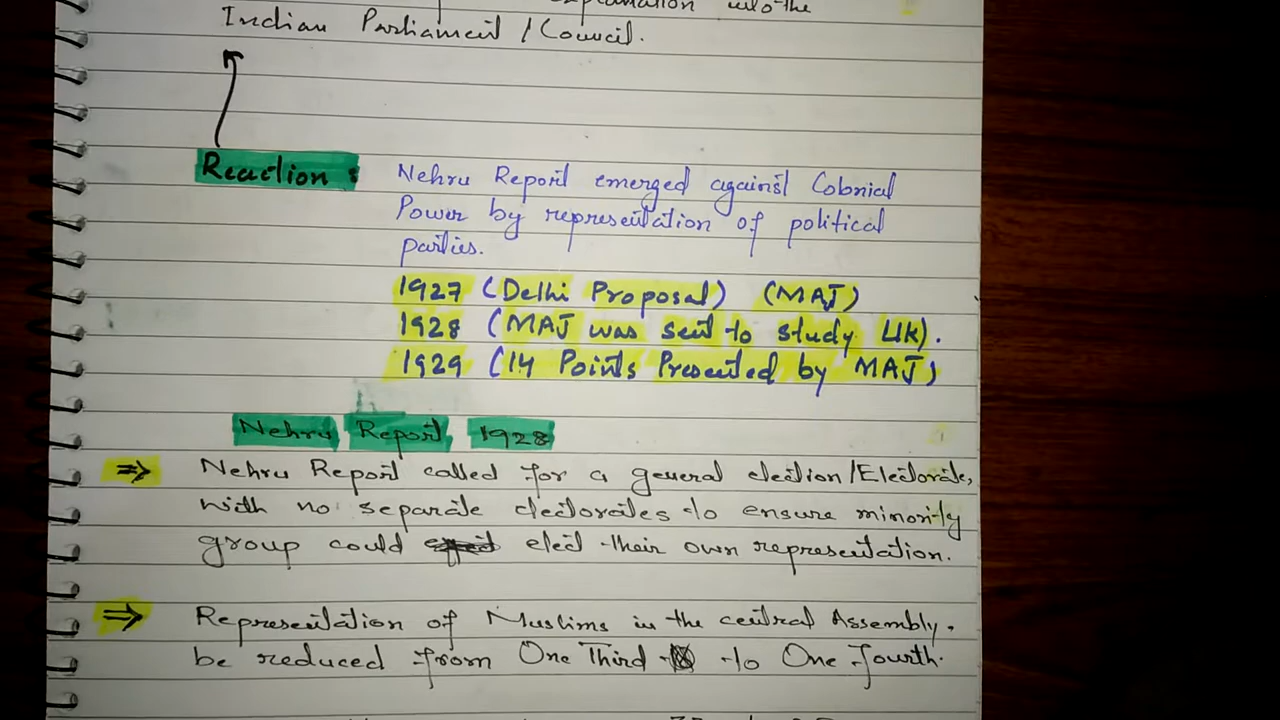 explanation into the
Indian Parliament / Council.
Reaction : Nehru Report emerged against Colonial
Power by representation of political
parties.
1927 (Delhi Proposal) (MAJ)
1928 (MAJ was sent to study UK).
1929 (14 Points Presented by MAJ)
Nehru Report 1928
⇒ Nehru Report called for a general election/Electorate,
with no separate electorates to ensure minority
group could elect their own representation.
⇒ Representation of Muslims in the central Assembly.
be reduced from One Third to One Fourth.